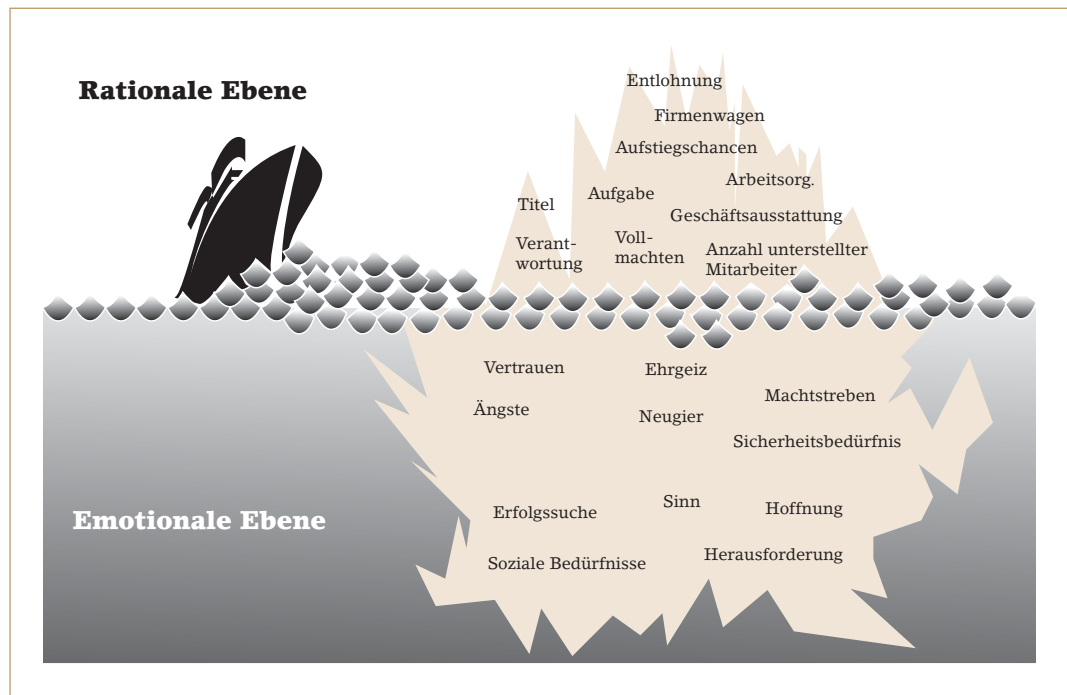 Rationale Ebene
Entlohnung
Firmenwagen
Aufstiegschancen
Arbeitsorg.
Aufgabe
Titel
Geschäftsausstattung
Verant-
wortung
Voll-
machten
Anzahl unterstellter
Mitarbeiter
Vertrauen
Ehrgeiz
Machtstreben
Ängste
Neugier
Sicherheitsbedürfnis
Emotionale Ebene
Erfolgssuche
Sinn
Hoffnung
Soziale Bedürfnisse
Herausforderung